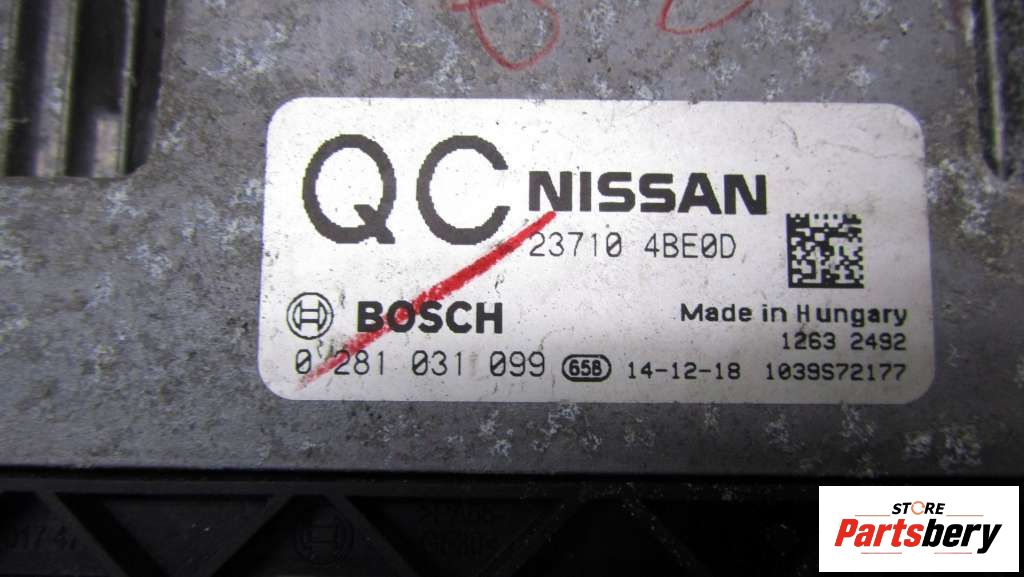 QC NISSAN
23710 4BE0D
BOSCH
Made in Hungary
1263 2492
0 281 031 099 658 14-12-18 1039S72177
STORE
Partsbery